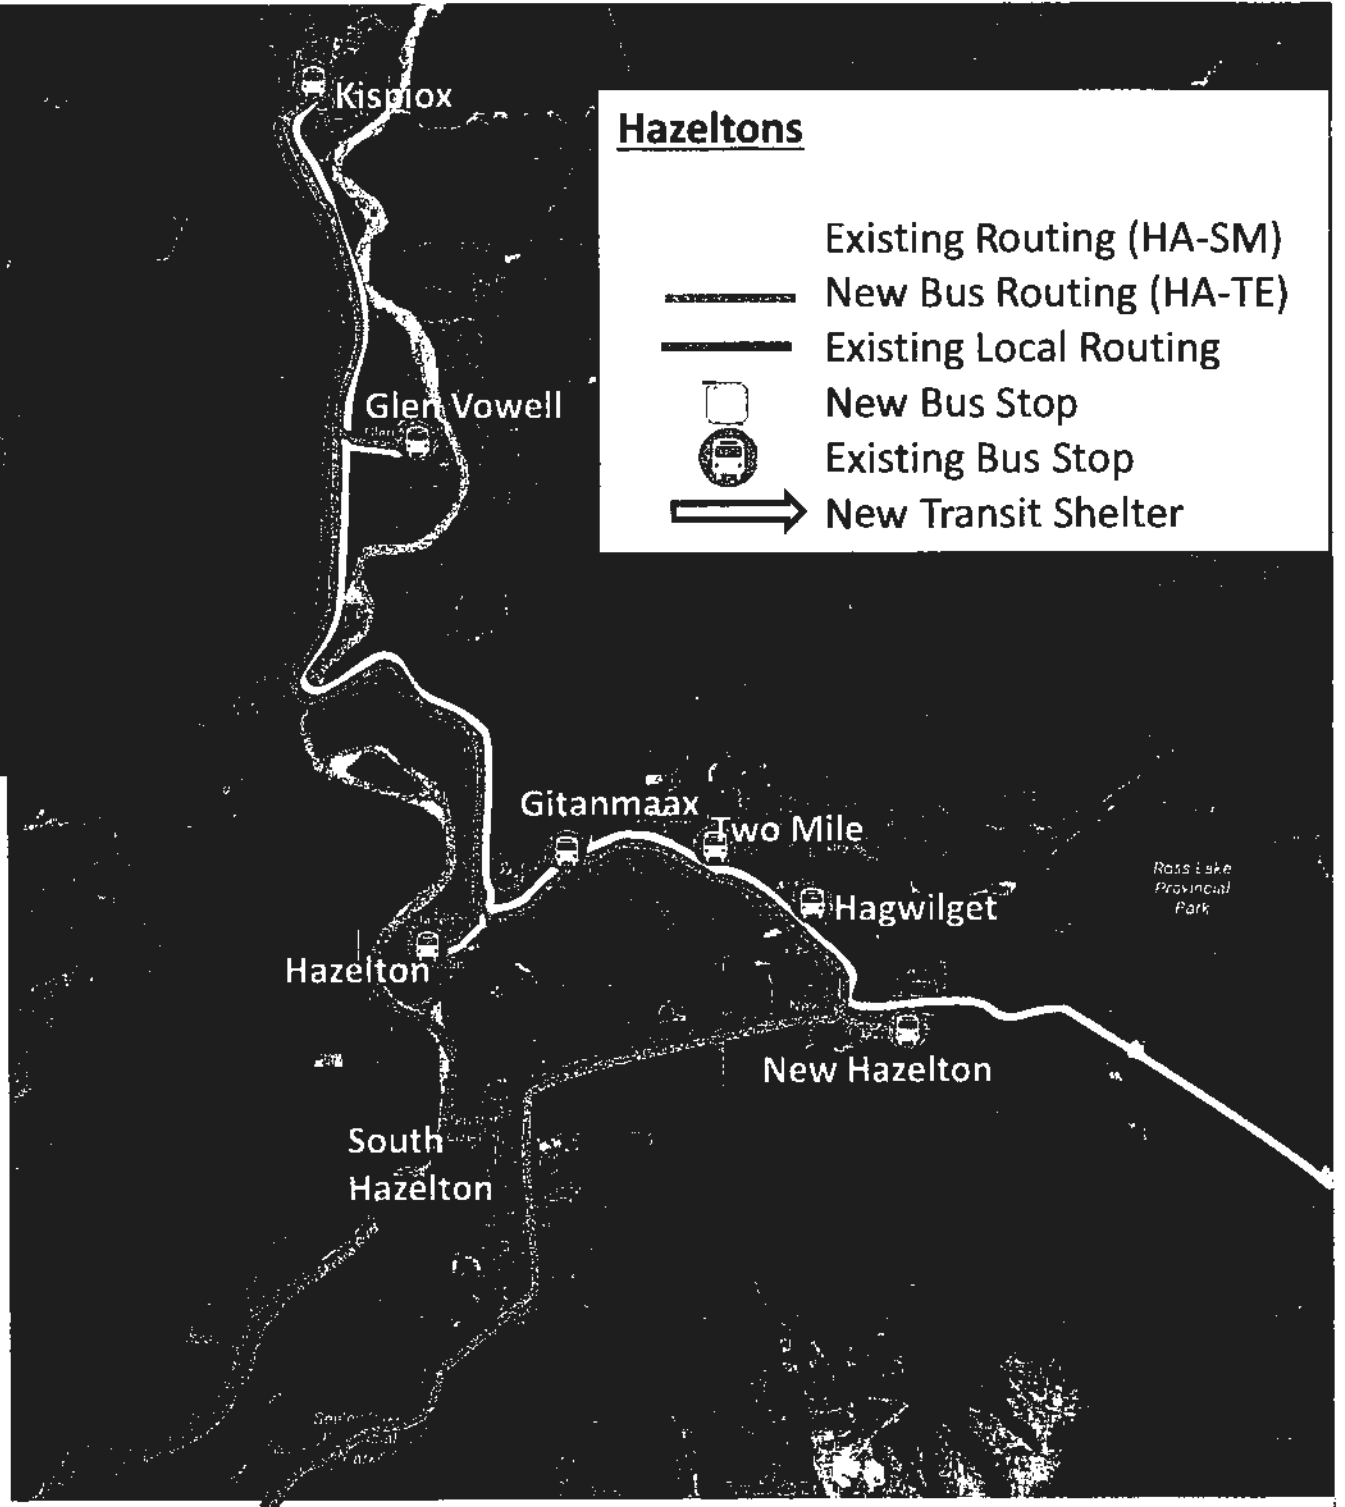 Kispiox
Hazeltons
Existing Routing (HA-SM)
New Bus Routing (HA-TE)
Existing Local Routing
New Bus Stop
Existing Bus Stop
New Transit Shelter
Glen Vowell
Gitanmaax
Two Mile
Ross Lake
Provincial
Park
Hagwilget
Hazelton
New Hazelton
South
Hazelton